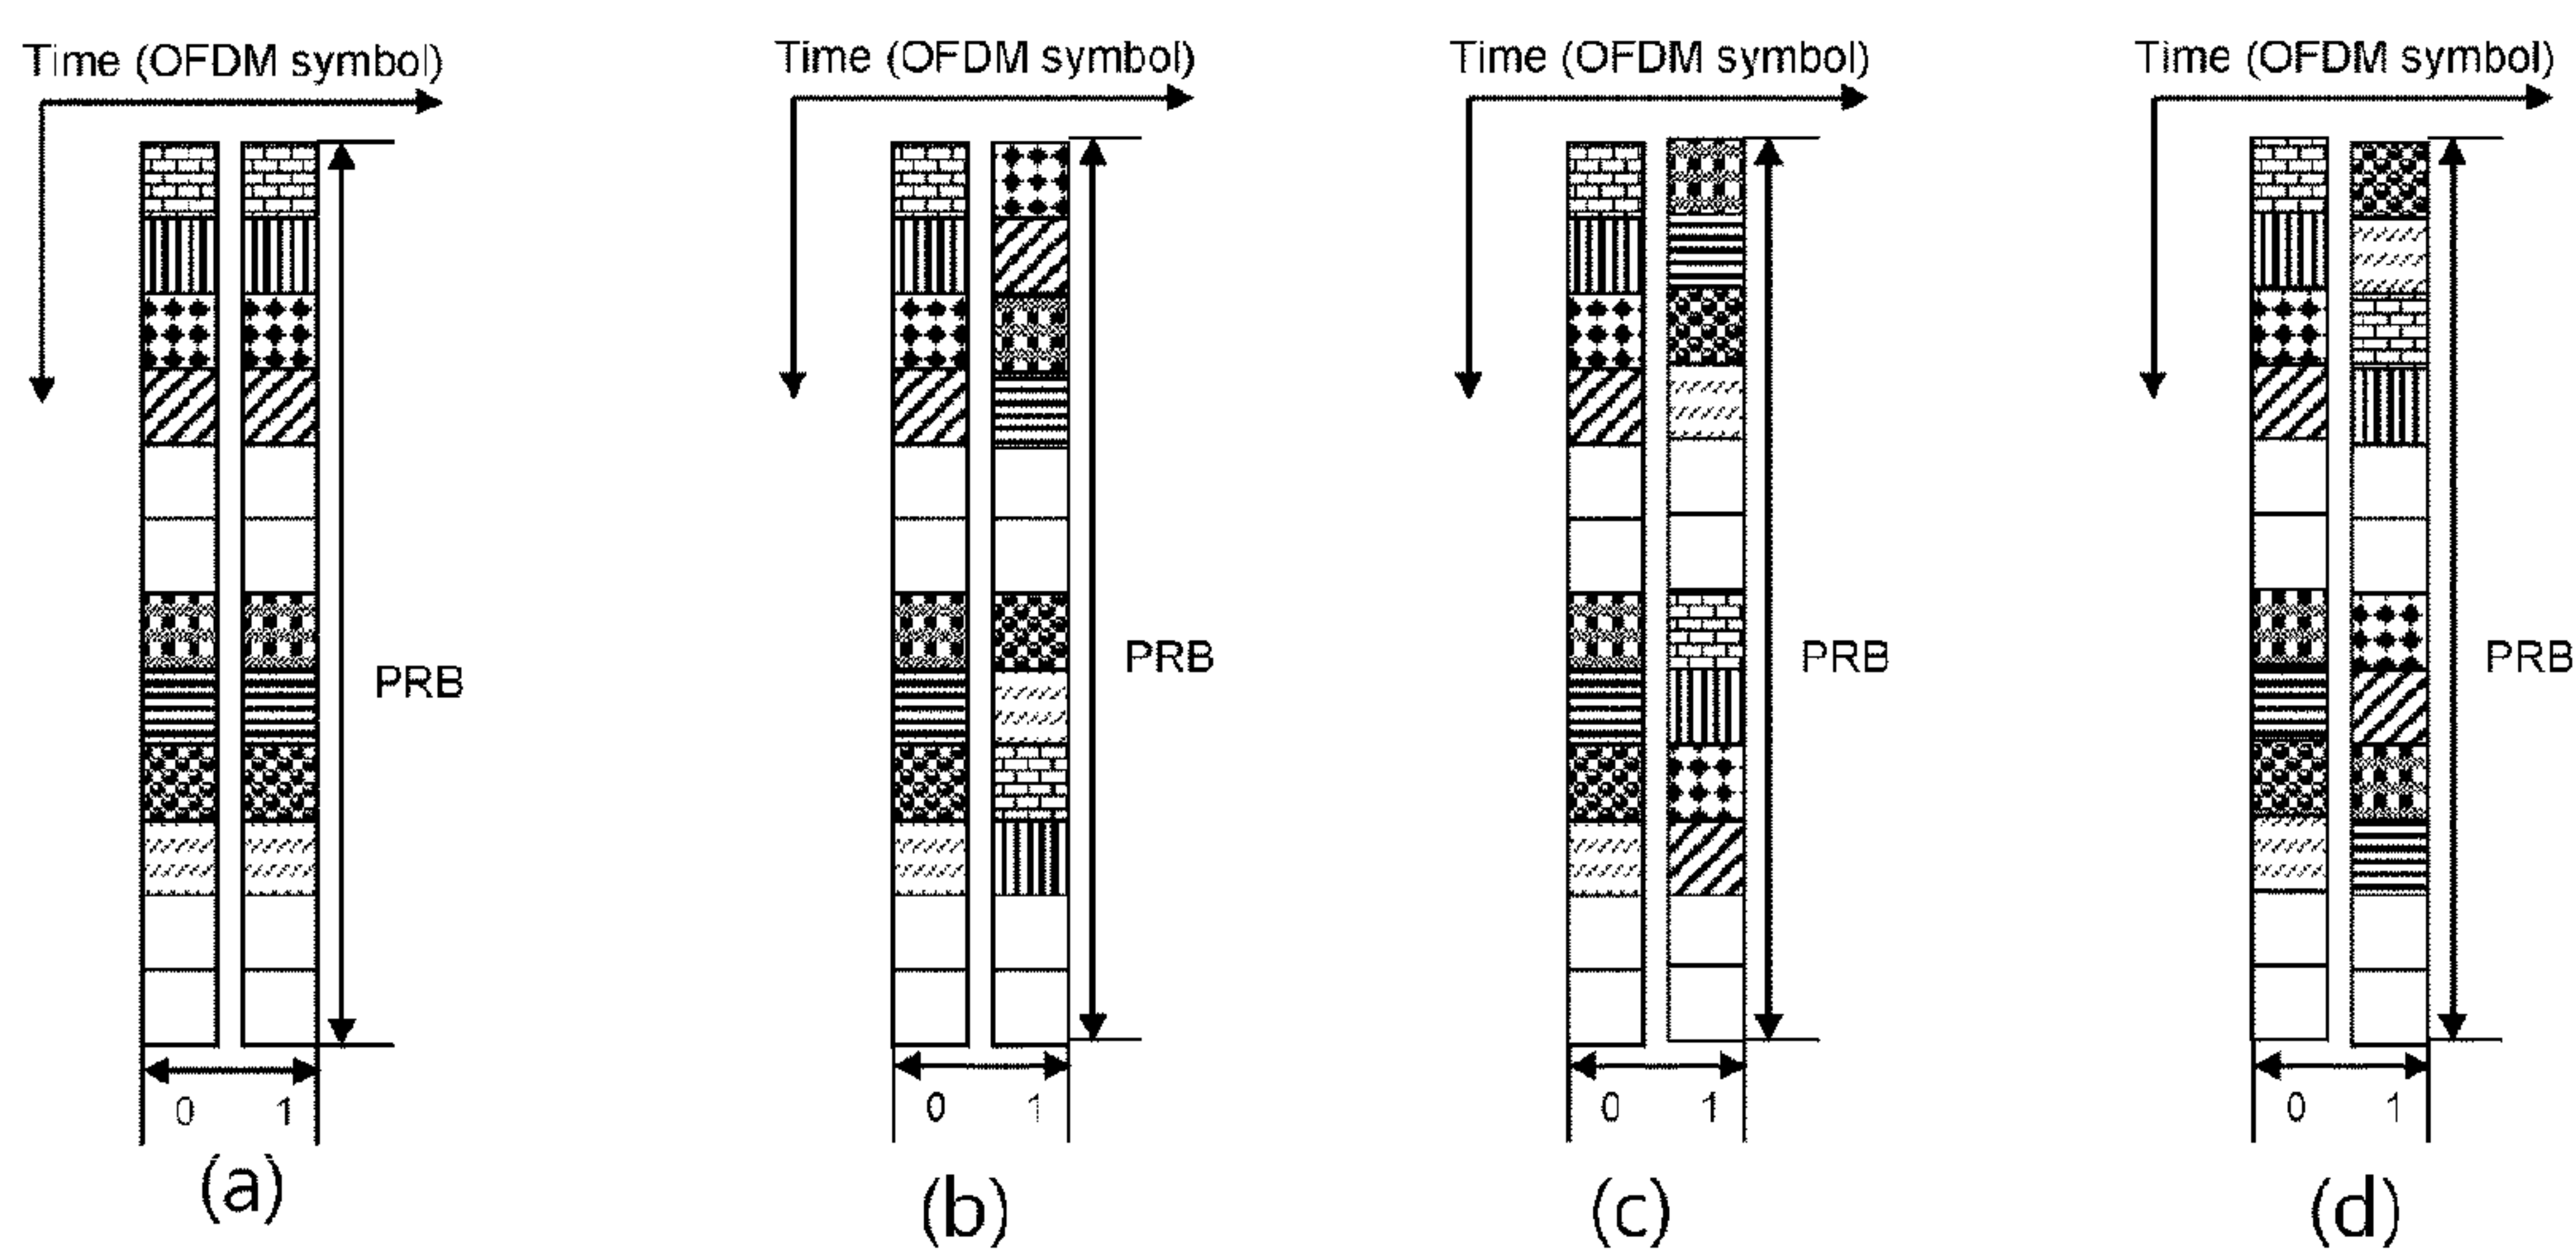 Time (OFDM symbol)
PRB
0 1
(a)
Time (OFDM symbol)
PRB
0 1
(b)
Time (OFDM symbol)
PRB
0 1
(c)
Time (OFDM symbol)
PRB
0 1
(d)